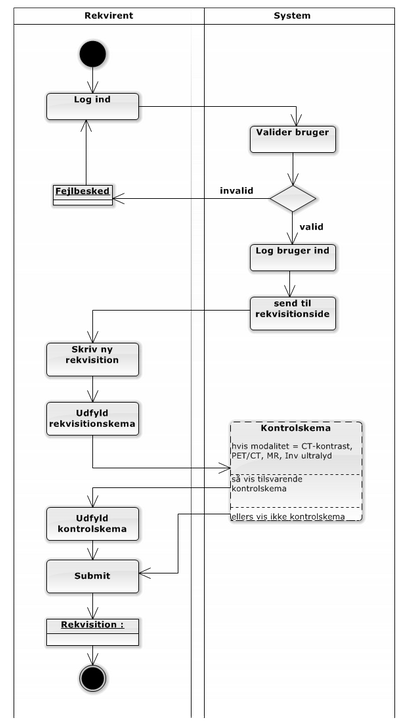 Rekvirent
System
Log ind
Valider bruger
Fejlbesked
invalid
valid
Log bruger ind
send til
rekvisitionside
Skriv ny
rekvisition
Udfyld
rekvisitionskema
Kontrolskema
hvis modalitet = CT-kontrast,
PET/CT, MR, Inv ultralyd
så vis tilsvarende
kontrolskema
ellers vis ikke kontrolskema
Udfyld
kontrolskema
Submit
Rekvisition :